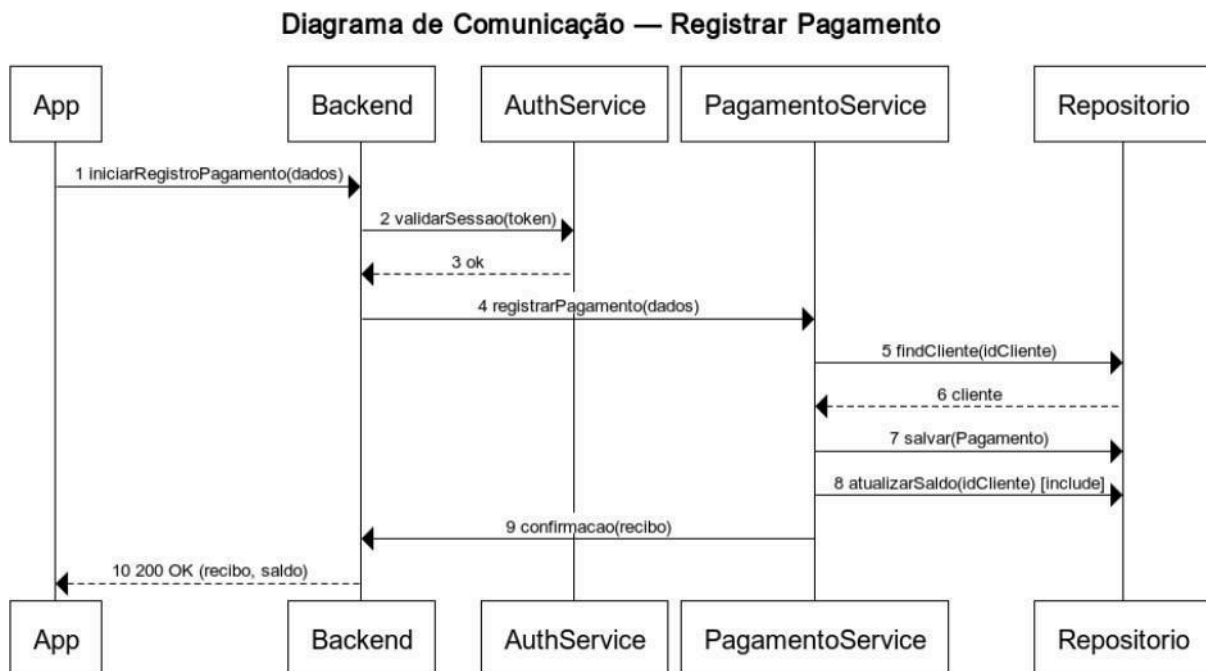 Diagrama de Comunicação — Registrar Pagamento
App
Backend
AuthService
PagamentoService
Repositorio
1 iniciarRegistroPagamento(dados)
2 validarSessao(token)
3 ok
4 registrarPagamento(dados)
5 findCliente(idCliente)
6 cliente
7 salvar(Pagamento)
8 atualizarSaldo(idCliente) [include]
9 confirmacao(recibo)
10 200 OK (recibo, saldo)
App
Backend
AuthService
PagamentoService
Repositorio